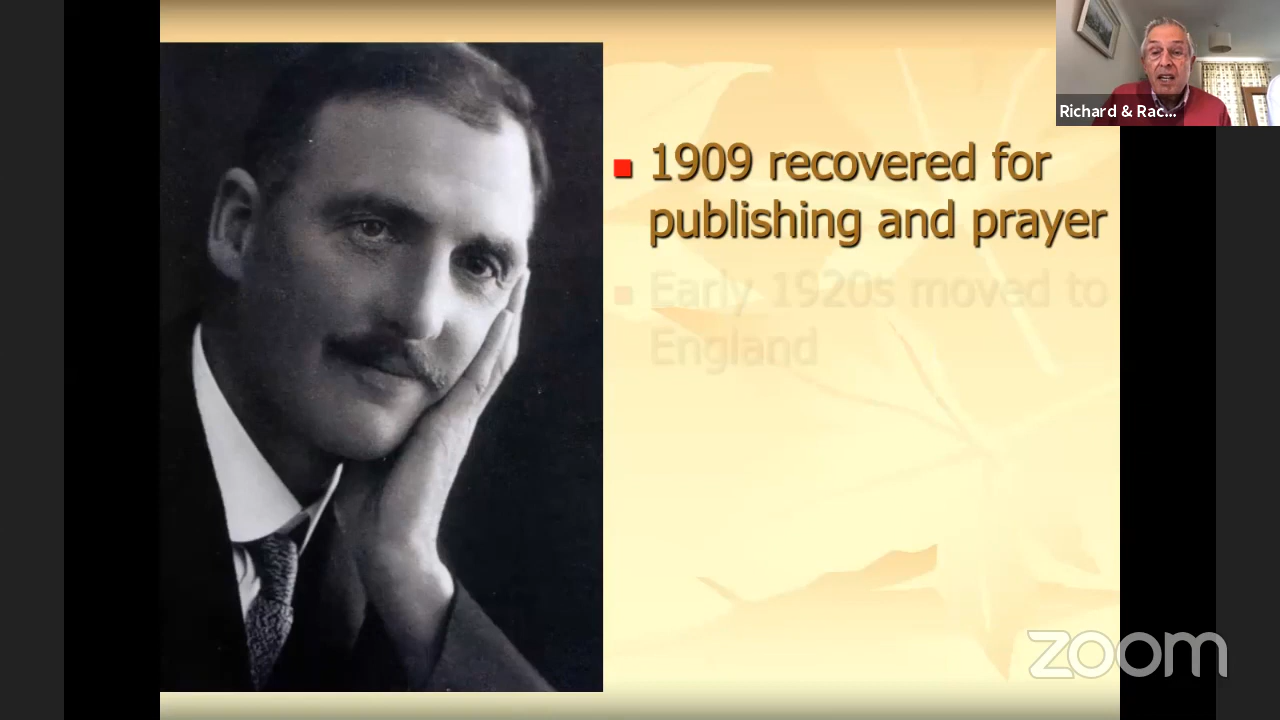 Richard & Rac...
1909 recovered for
publishing and prayer
Early 1920s moved to
England
zoom